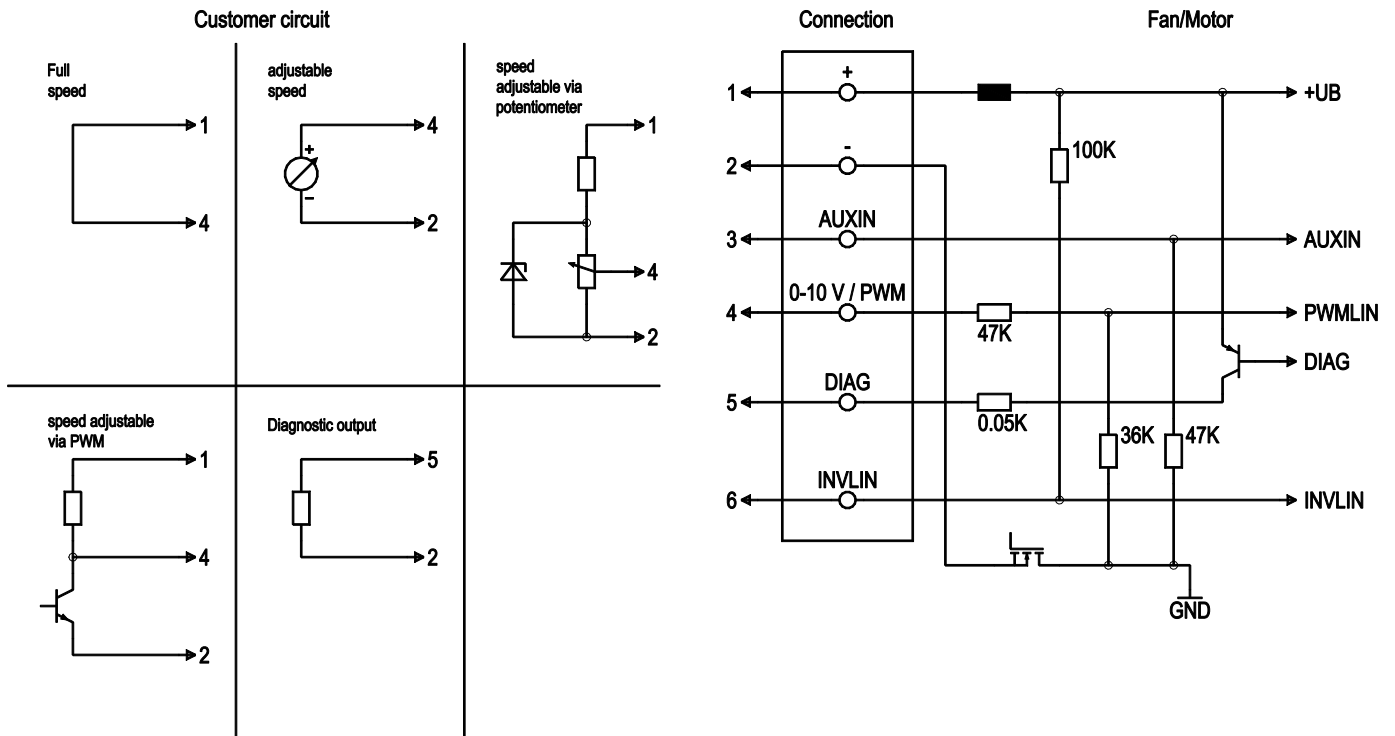 Customer circuit
Full
speed
1
4
adjustable
speed
+
-
4
2
speed
adjustable via
potentiometer
1
4
2
speed adjustable
via PWM
1
4
2
Diagnostic output
5
2
Connection
Fan/Motor
1
+
+UB
2
-
100K
3
AUXIN
AUXIN
4
0-10 V / PWM
47K
PWMLIN
DIAG
5
DIAG
0.05K
36K
47K
6
INVLIN
INVLIN
GND